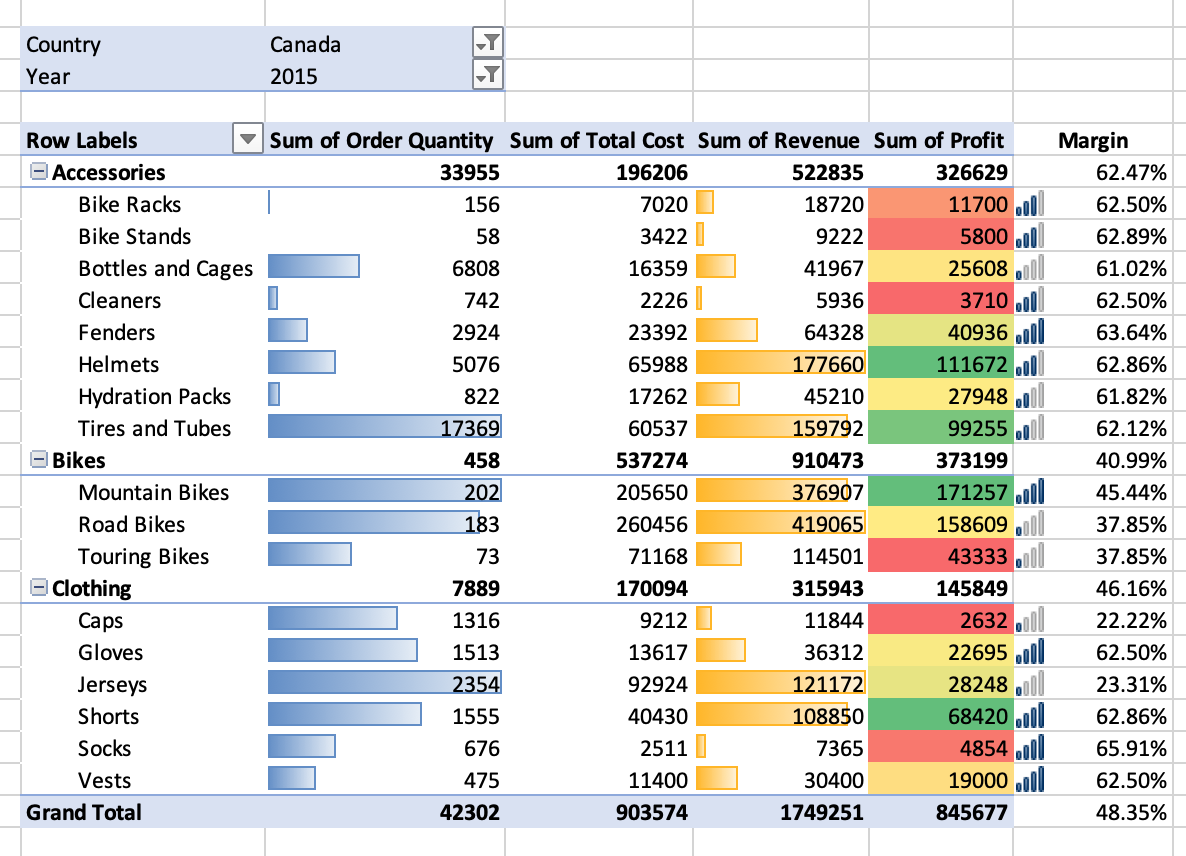 Country Canada
Year 2015
Row Labels Sum of Order Quantity Sum of Total Cost Sum of Revenue Sum of Profit Margin
Accessories 33955 196206 522835 326629 62.47%
Bike Racks 156 7020 18720 11700 62.50%
Bike Stands 58 3422 9222 5800 62.89%
Bottles and Cages 6808 16359 41967 25608 61.02%
Cleaners 742 2226 5936 3710 62.50%
Fenders 2924 23392 64328 40936 63.64%
Helmets 5076 65988 177660 111672 62.86%
Hydration Packs 822 17262 45210 27948 61.82%
Tires and Tubes 17369 60537 159792 99255 62.12%
Bikes 458 537274 910473 373199 40.99%
Mountain Bikes 202 205650 376907 171257 45.44%
Road Bikes 183 260456 419065 158609 37.85%
Touring Bikes 73 71168 114501 43333 37.85%
Clothing 7889 170094 315943 145849 46.16%
Caps 1316 9212 11844 2632 22.22%
Gloves 1513 13617 36312 22695 62.50%
Jerseys 2354 92924 121172 28248 23.31%
Shorts 1555 40430 108850 68420 62.86%
Socks 676 2511 7365 4854 65.91%
Vests 475 11400 30400 19000 62.50%
Grand Total 42302 903574 1749251 845677 48.35%